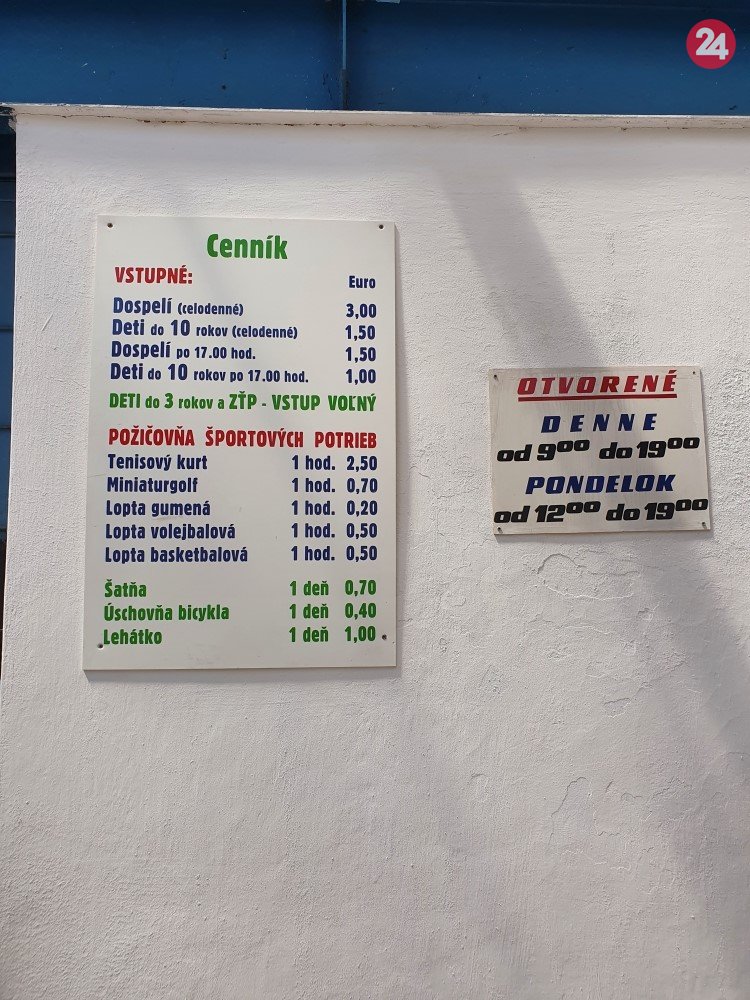 24
Cenník
VSTUPNÉ: Euro
Dospelí (celodenné) 3,00
Deti do 10 rokov (celodenné) 1,50
Dospelí po 17.00 hod. 1,50
Deti do 10 rokov po 17.00 hod. 1,00
DETI do 3 rokov a ZŤP - VSTUP VOĽNÝ
POŽIČOVŇA ŠPORTOVÝCH POTRIEB
Tenisový kurt 1 hod. 2,50
Miniaturgolf 1 hod. 0,70
Lopta gumená 1 hod. 0,20
Lopta volejbalová 1 hod. 0,50
Lopta basketbalová 1 hod. 0,50
Šatňa 1 deň 0,70
Úschovňa bicykla 1 deň 0,40
Lehátko 1 deň 1,00
OTVORENÉ
DENNE
od 9⁰⁰ do 19⁰⁰
PONDELOK
od 12⁰⁰ do 19⁰⁰